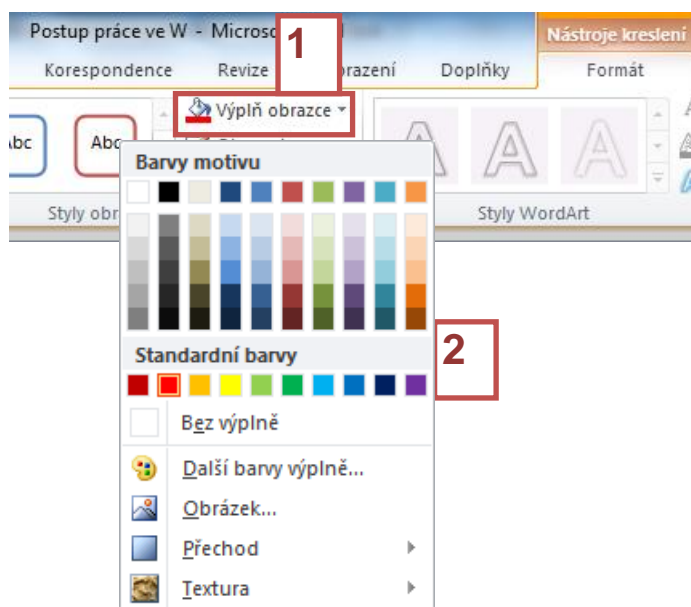 Postup práce ve W - Microso
1
Nástroje kreslení
Korespondence Revize razení Doplňky Formát
Výplň obrazce
Abc Abc
Styly obr Styly WordArt
Barvy motivu
Standardní barvy
2
Bez výplně
Další barvy výplně...
Obrázek...
Přechod
Textura